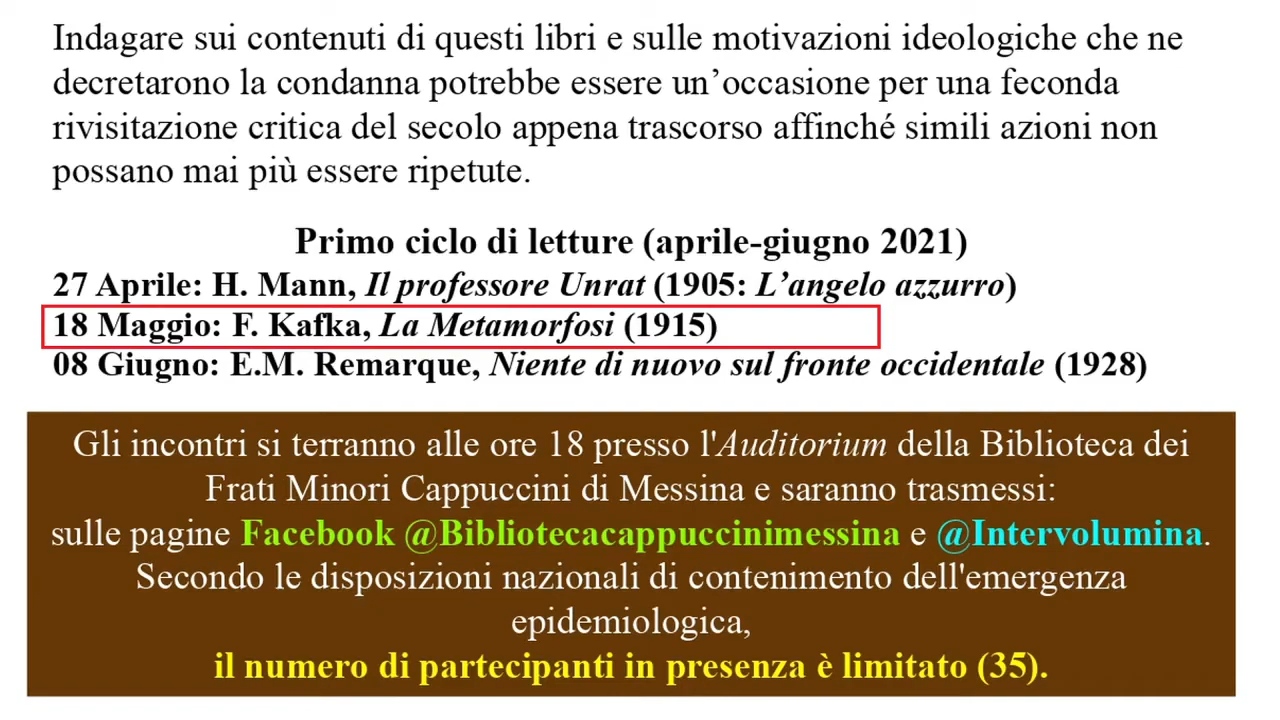 Indagare sui contenuti di questi libri e sulle motivazioni ideologiche che ne
decretarono la condanna potrebbe essere un’occasione per una feconda
rivisitazione critica del secolo appena trascorso affinché simili azioni non
possano mai più essere ripetute.
Primo ciclo di letture (aprile-giugno 2021)
27 Aprile: H. Mann, Il professore Unrat (1905: L’angelo azzurro)
18 Maggio: F. Kafka, La Metamorfosi (1915)
08 Giugno: E.M. Remarque, Niente di nuovo sul fronte occidentale (1928)
Gli incontri si terranno alle ore 18 presso l'Auditorium della Biblioteca dei
Frati Minori Cappuccini di Messina e saranno trasmessi:
sulle pagine Facebook @Bibliotecacappuccinimessina e @Intervolumina.
Secondo le disposizioni nazionali di contenimento dell'emergenza
epidemiologica,
il numero di partecipanti in presenza è limitato (35).